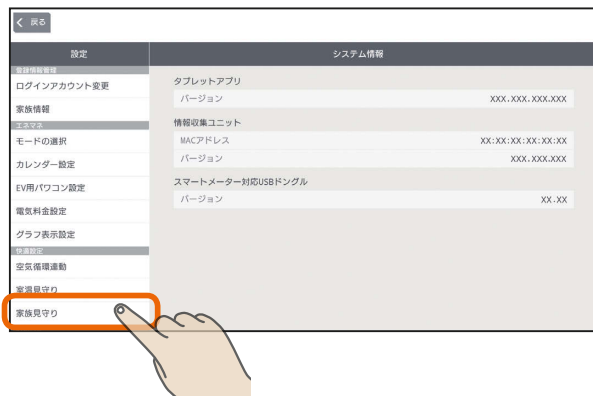 戻る
設定
システム情報
登録情報管理
ログインアカウント変更
家族情報
エネマネ
モードの選択
カレンダー設定
EV用パワコン設定
電気料金設定
グラフ表示設定
快適設定
空気循環連動
室温見守り
家族見守り
タブレットアプリ
バージョン XXX.XXX.XXX.XXX
情報収集ユニット
MACアドレス XX:XX:XX:XX:XX:XX
バージョン XXX.XXX.XXX
スマートメーター対応USBドングル
バージョン XX.XX